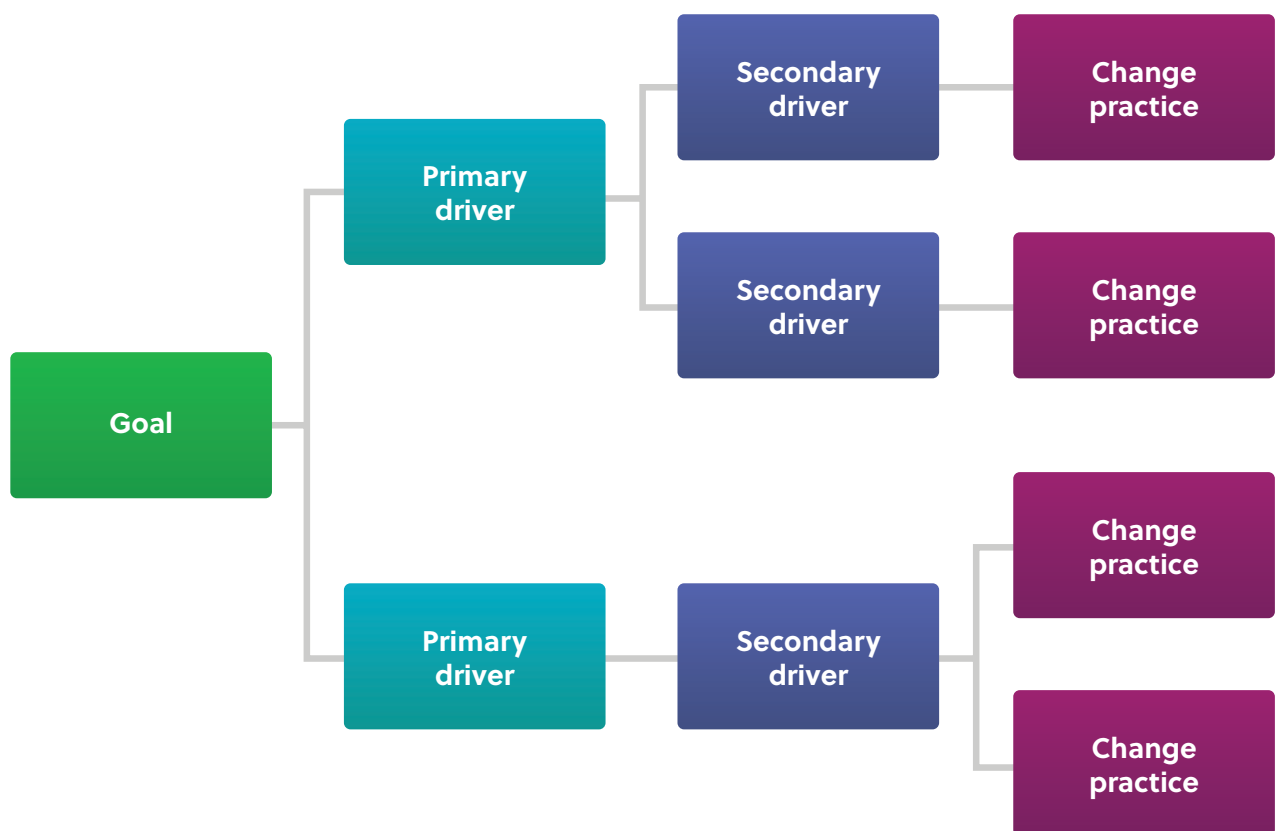 Goal
Primary
driver
Secondary
driver
Change
practice
Secondary
driver
Change
practice
Primary
driver
Secondary
driver
Change
practice
Change
practice